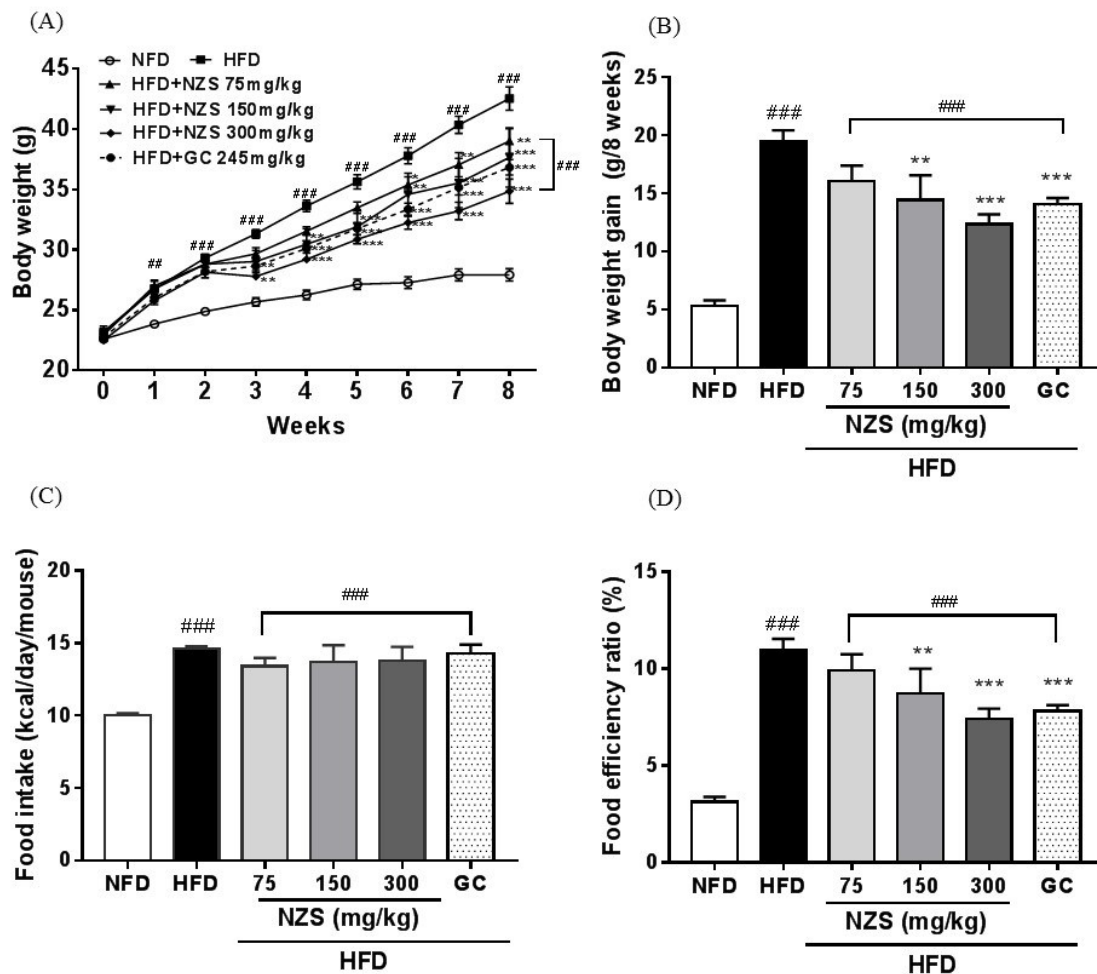 (A)
NFD HFD
HFD+NZS 75mg/kg
HFD+NZS 150mg/kg
HFD+NZS 300mg/kg
HFD+GC 245mg/kg
Body weight (g)
45
40
35
30
25
20
## ### ### ### ### ### ### ###
** *** *** ***
###
* ** *** ***
** *** ***
** *** ***
*** *** ***
** ** ***
0 1 2 3 4 5 6 7 8
Weeks
(B)
Body weight gain (g/8 weeks)
25
20
15
10
5
0
###
###
** *** ***
NFD HFD 75 150 300 GC
NZS (mg/kg)
HFD
(C)
Food intake (kcal/day/mouse)
20
15
10
5
0
###
###
NFD HFD 75 150 300 GC
NZS (mg/kg)
HFD
(D)
Food efficiency ratio (%)
15
10
5
0
###
###
** *** ***
NFD HFD 75 150 300 GC
NZS (mg/kg)
HFD